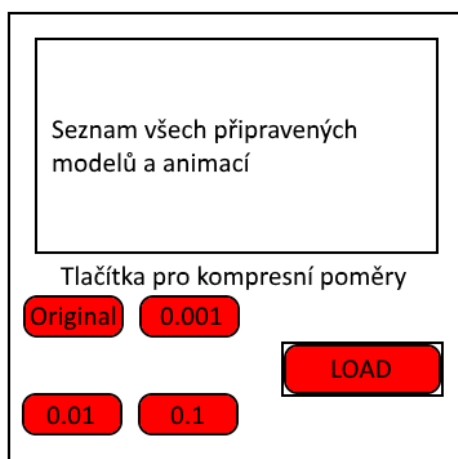 Seznam všech připravených
modelů a animací
Tlačítka pro kompresní poměry
Original 0.001
LOAD
0.01 0.1